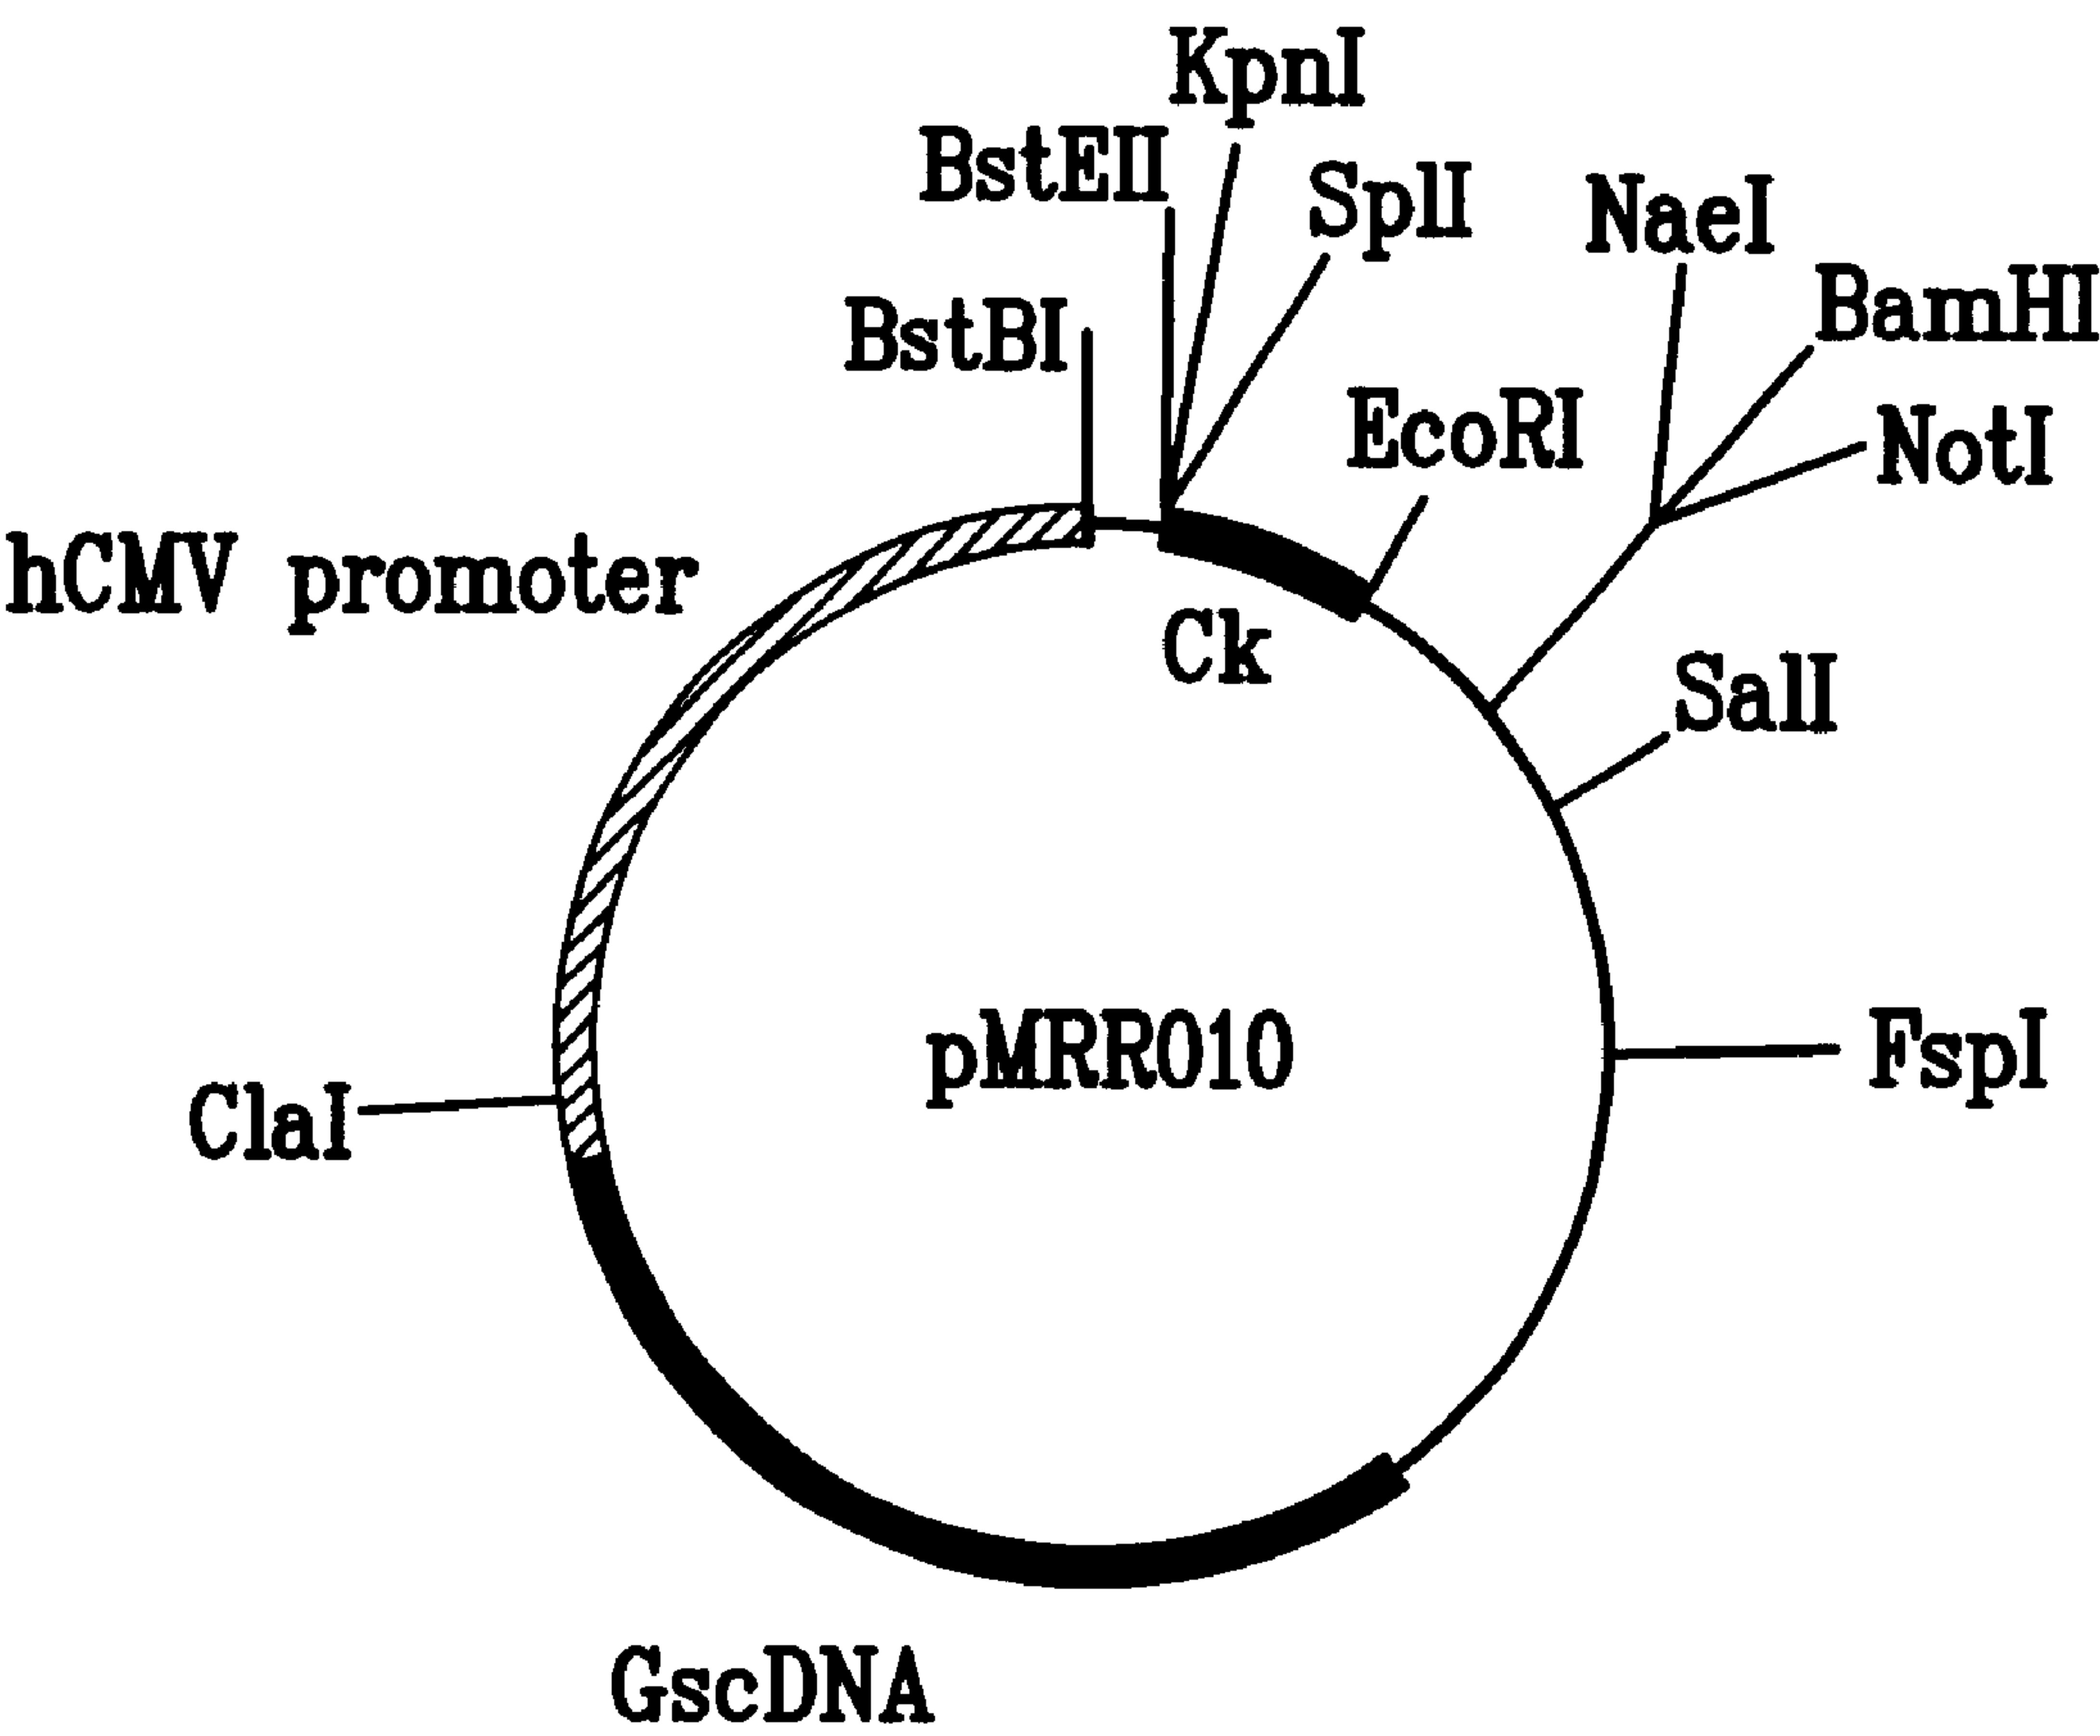 KpnI
BstEII
SplI
NaeI
BamHI
BstBI
EcoRI
NotI
hCMV promoter
Ck
SalI
pMRR010
FspI
ClaI
GscDNA